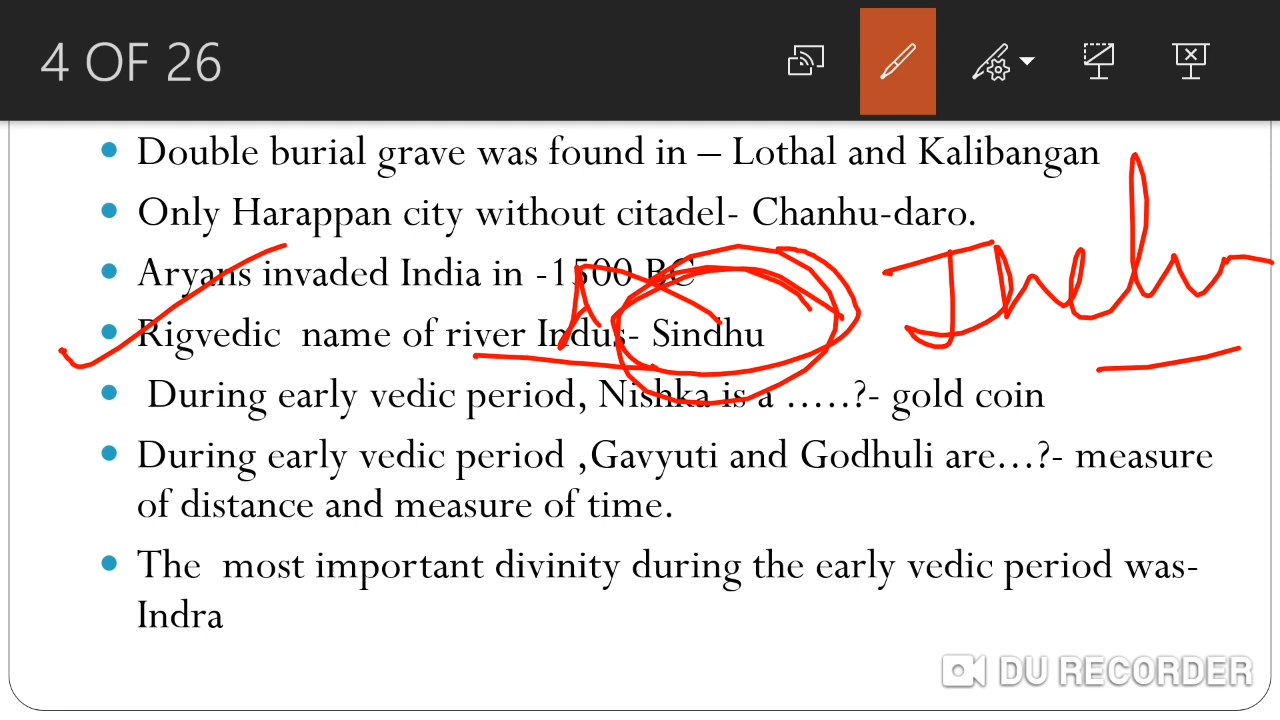 4 OF 26
• Double burial grave was found in – Lothal and Kalibangan
• Only Harappan city without citadel- Chanhu-daro.
• Aryans invaded India in -1500 BC
• Rigvedic name of river Indus- Sindhu
• During early vedic period, Nishka is a .....?- gold coin
• During early vedic period ,Gavyuti and Godhuli are...?- measure
of distance and measure of time.
• The most important divinity during the early vedic period was-
Indra
DU RECORDER